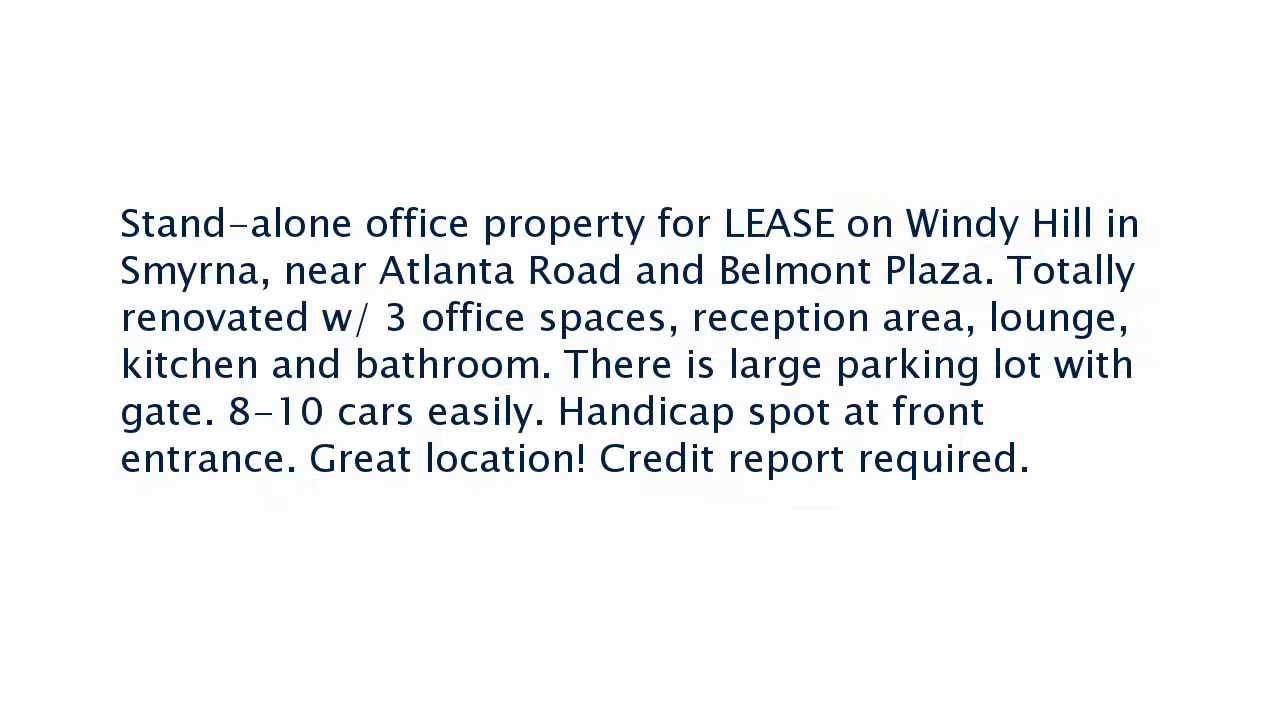 Stand-alone office property for LEASE on Windy Hill in
Smyrna, near Atlanta Road and Belmont Plaza. Totally
renovated w/ 3 office spaces, reception area, lounge,
kitchen and bathroom. There is large parking lot with
gate. 8-10 cars easily. Handicap spot at front
entrance. Great location! Credit report required.